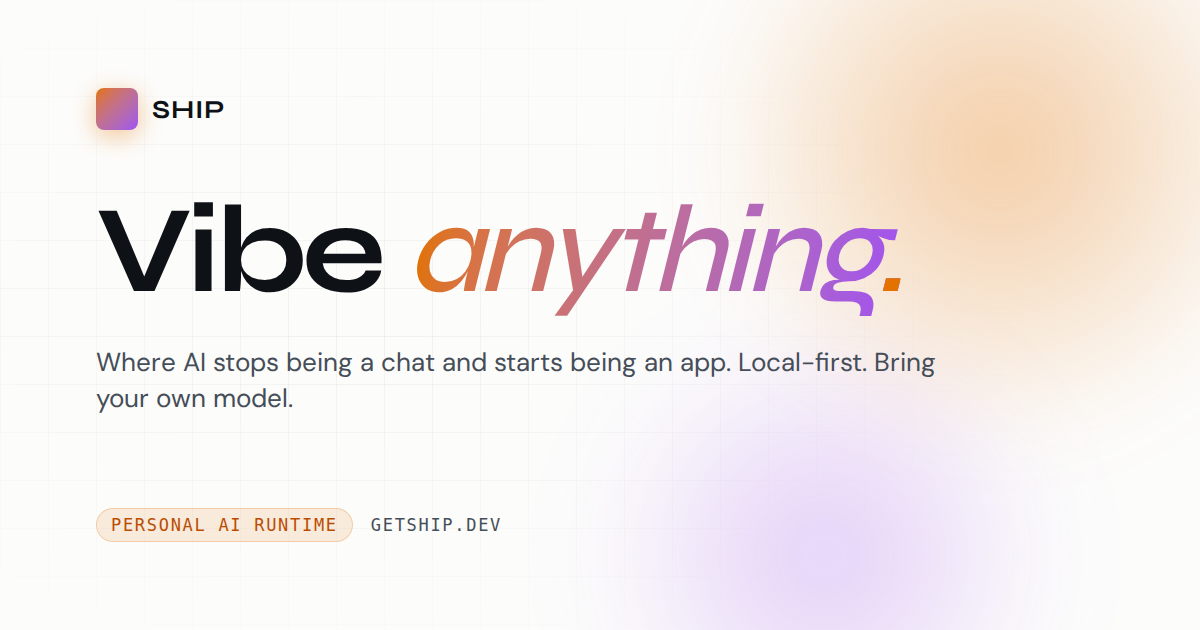 SHIP
Vibe anything.
Where AI stops being a chat and starts being an app. Local-first. Bring
your own model.
PERSONAL AI RUNTIME GETSHIP.DEV